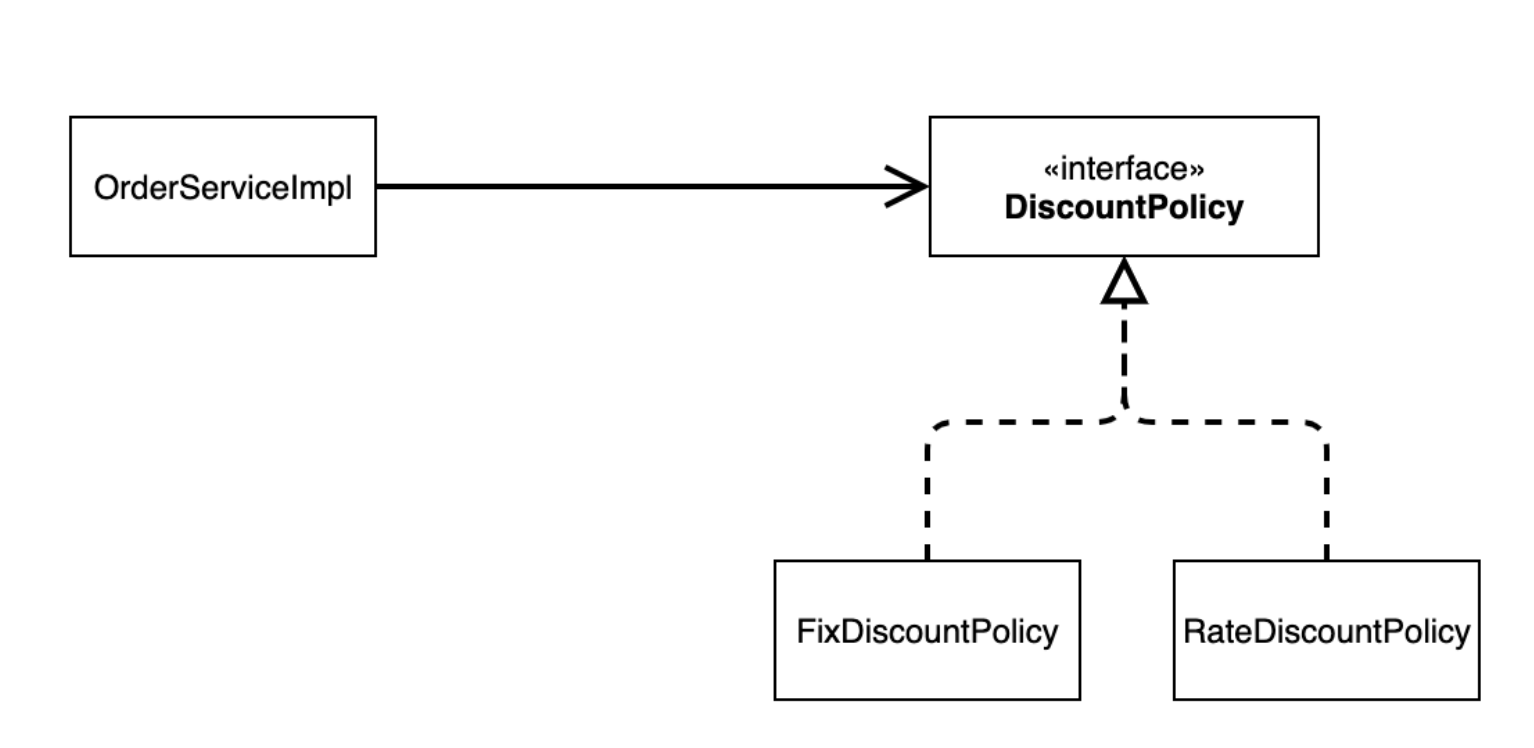 OrderServiceImpl
«interface»
DiscountPolicy
FixDiscountPolicy
RateDiscountPolicy